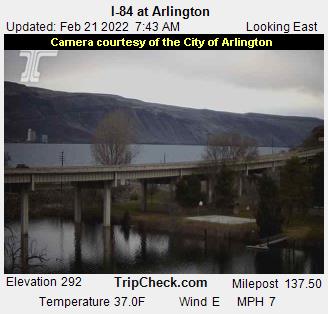 I-84 at Arlington
Updated: Feb 21 2022 7:43 AM Looking East
Camera courtesy of the City of Arlington
Elevation 292 TripCheck.com Milepost 137.50
Temperature 37.0F Wind E MPH 7